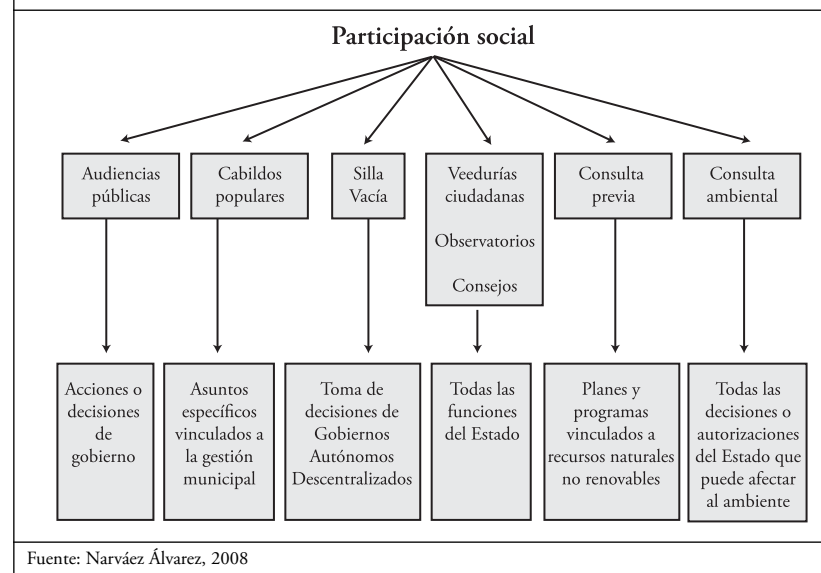 Participación social
Audiencias
públicas
Cabildos
populares
Silla
Vacía
Veedurías
ciudadanas
Observatorios
Consejos
Consulta
previa
Consulta
ambiental
Acciones o
decisiones
de
gobierno
Asuntos
específicos
vinculados a
la gestión
municipal
Toma de
decisiones de
Gobiernos
Autónomos
Descentralizados
Todas las
funciones
del Estado
Planes y
programas
vinculados a
recursos naturales
no renovables
Todas las
decisiones o
autorizaciones
del Estado que
puede afectar
al ambiente
Fuente: Narváez Álvarez, 2008